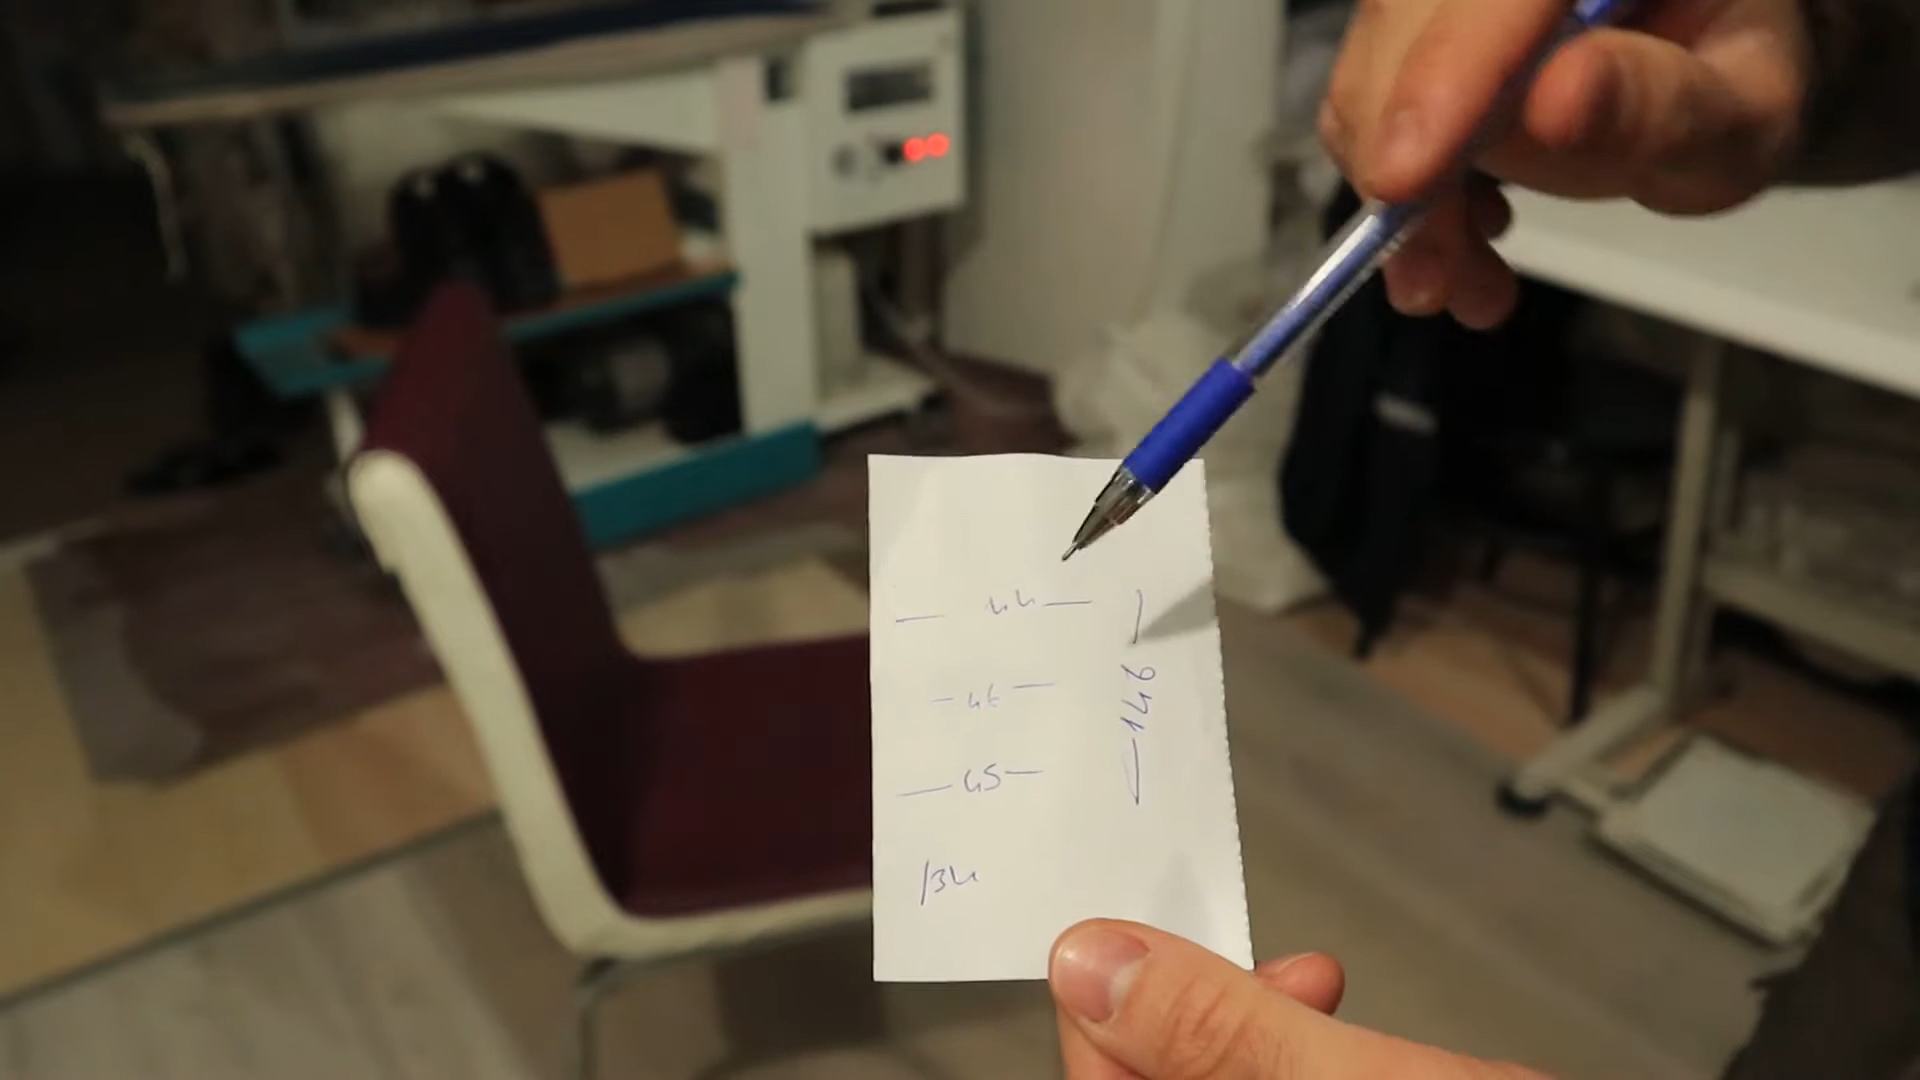 — 44 —
— 46 —
— 45 —
134
— 146 —